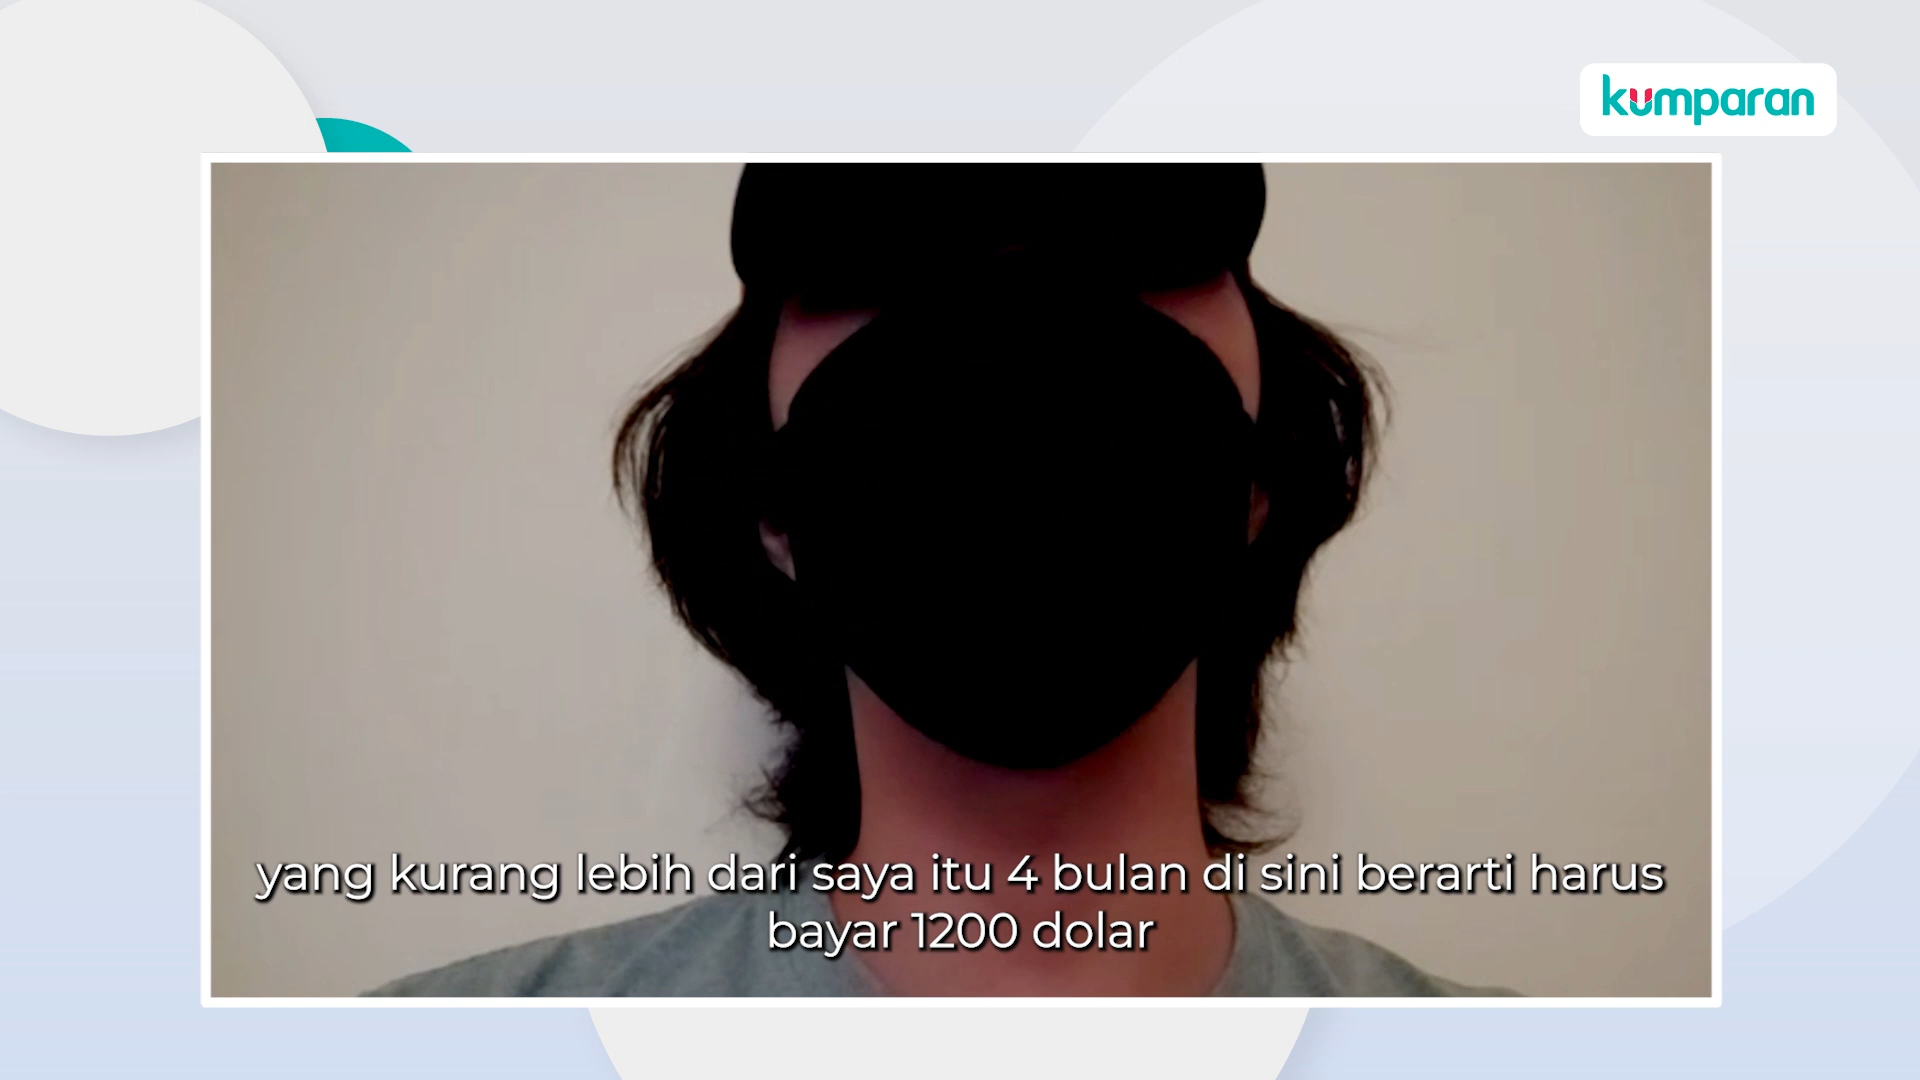 kumparan
yang kurang lebih dari saya itu 4 bulan di sini berarti harus
bayar 1200 dolar